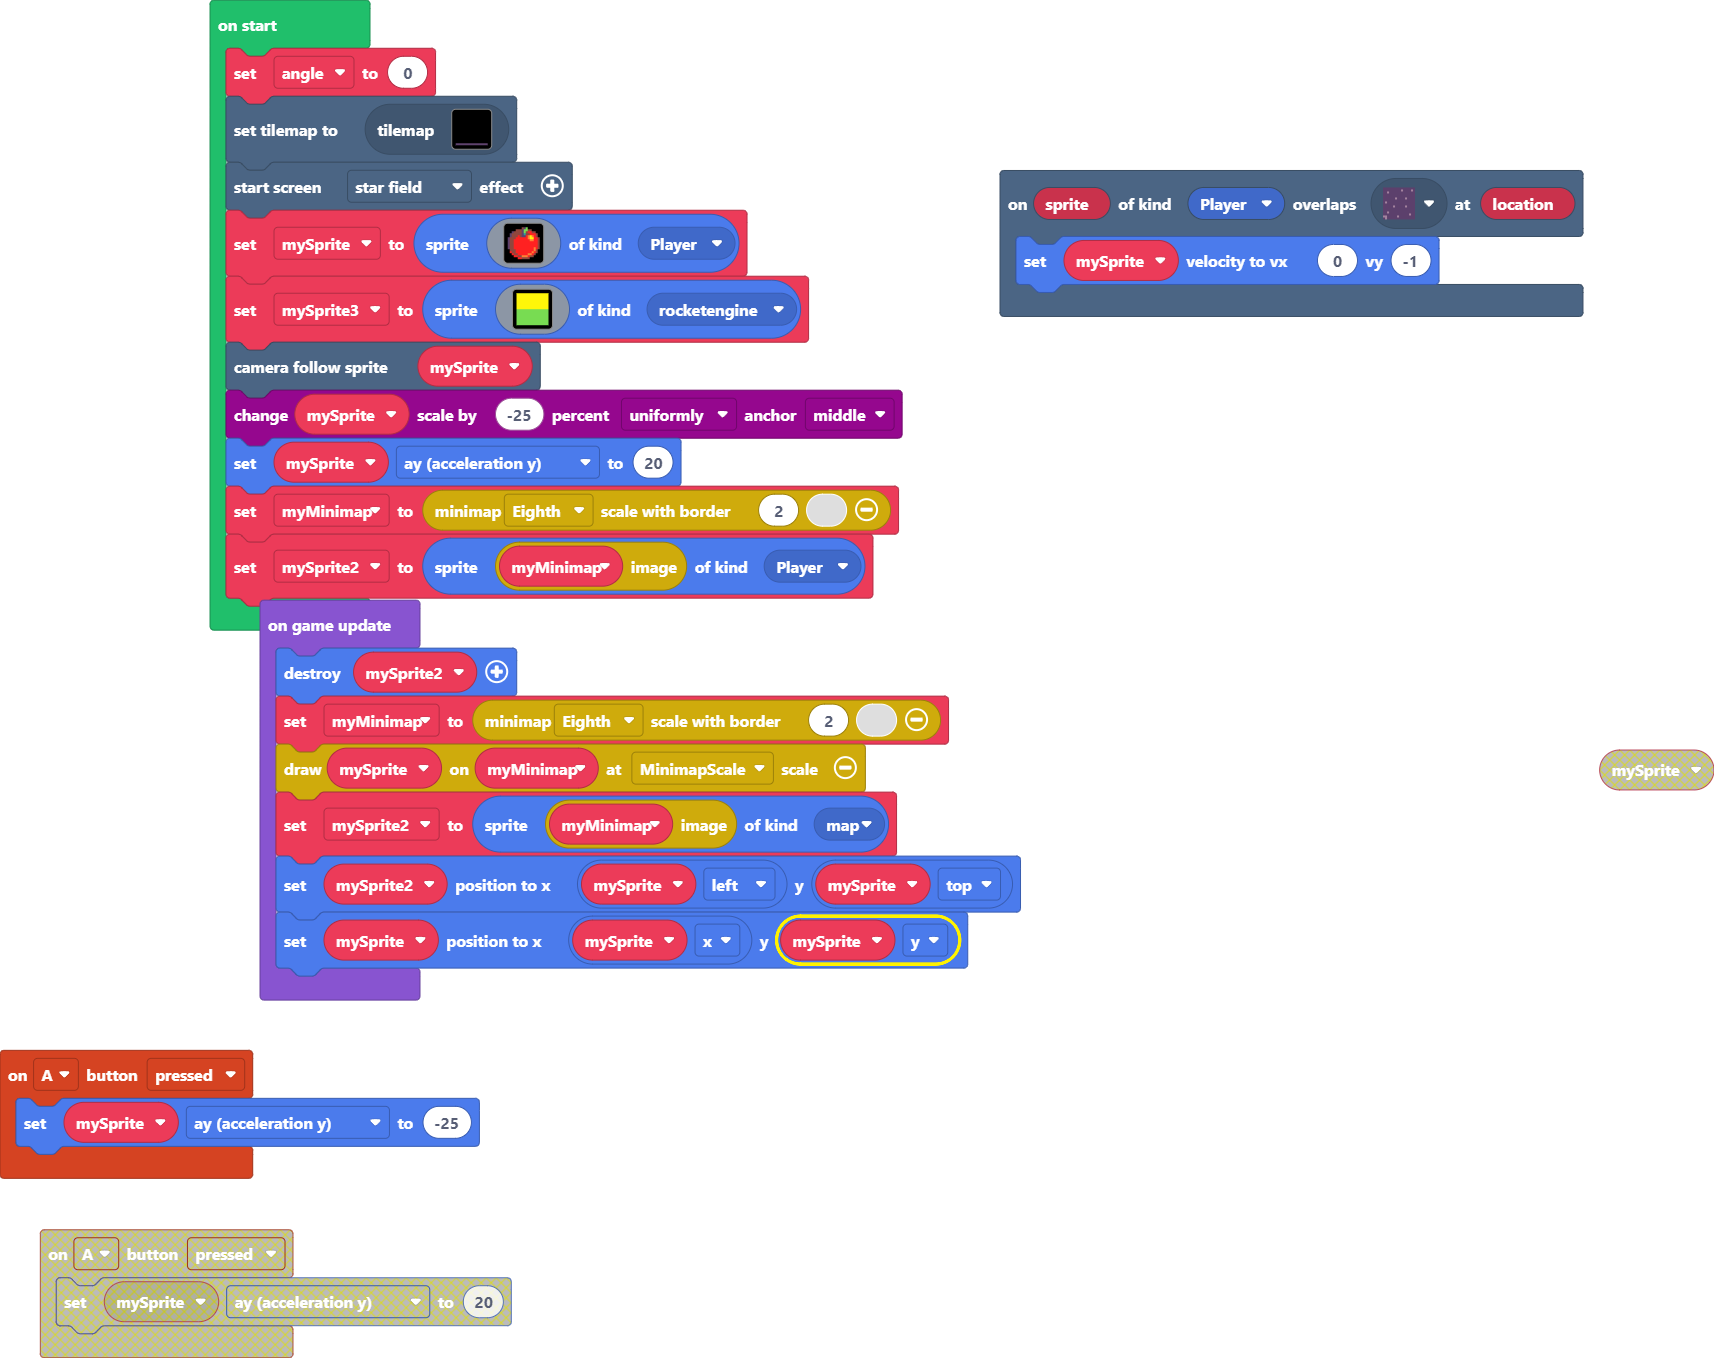 on start
set angle to 0
set tilemap to tilemap
start screen star field effect
set mySprite to sprite of kind Player
set mySprite3 to sprite of kind rocketengine
camera follow sprite mySprite
change mySprite scale by -25 percent uniformly anchor middle
set mySprite ay (acceleration y) to 20
set myMinimap to minimap Eighth scale with border 2
set mySprite2 to sprite myMinimap image of kind Player
on sprite of kind Player overlaps at location
set mySprite velocity to vx 0 vy -1
on game update
destroy mySprite2
set myMinimap to minimap Eighth scale with border 2
draw mySprite on myMinimap at MinimapScale scale
set mySprite2 to sprite myMinimap image of kind map
set mySprite2 position to x mySprite left y mySprite top
set mySprite position to x mySprite x y mySprite y
mySprite
on A button pressed
set mySprite ay (acceleration y) to -25
on A button pressed
set mySprite ay (acceleration y) to 20